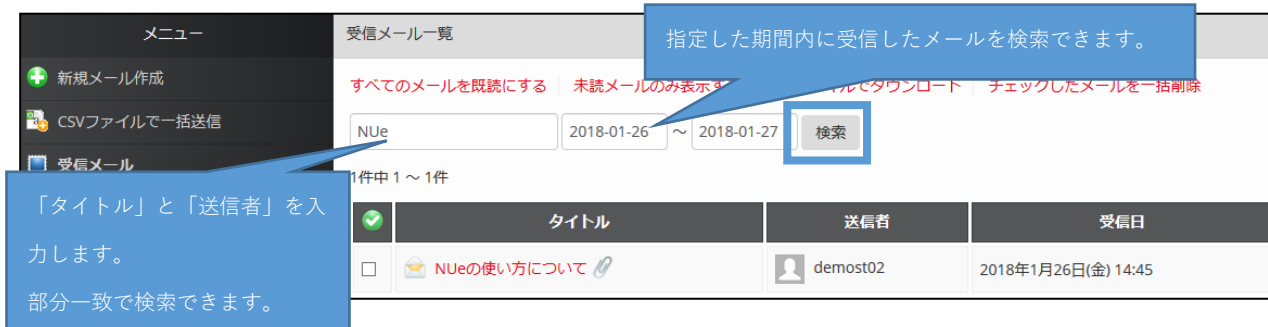 メニュー
受信メール一覧
指定した期間内に受信したメールを検索できます。
新規メール作成
CSVファイルで一括送信
受信メール
すべてのメールを既読にする
未読メールのみ表示す
ルでダウンロード
チェックしたメールを一括削除
NUe
2018-01-26 ～ 2018-01-27 検索
1件中 1 ～ 1件
「タイトル」と「送信者」を入
力します。
部分一致で検索できます。
タイトル 送信者 受信日
NUeの使い方について demost02 2018年1月26日(金) 14:45